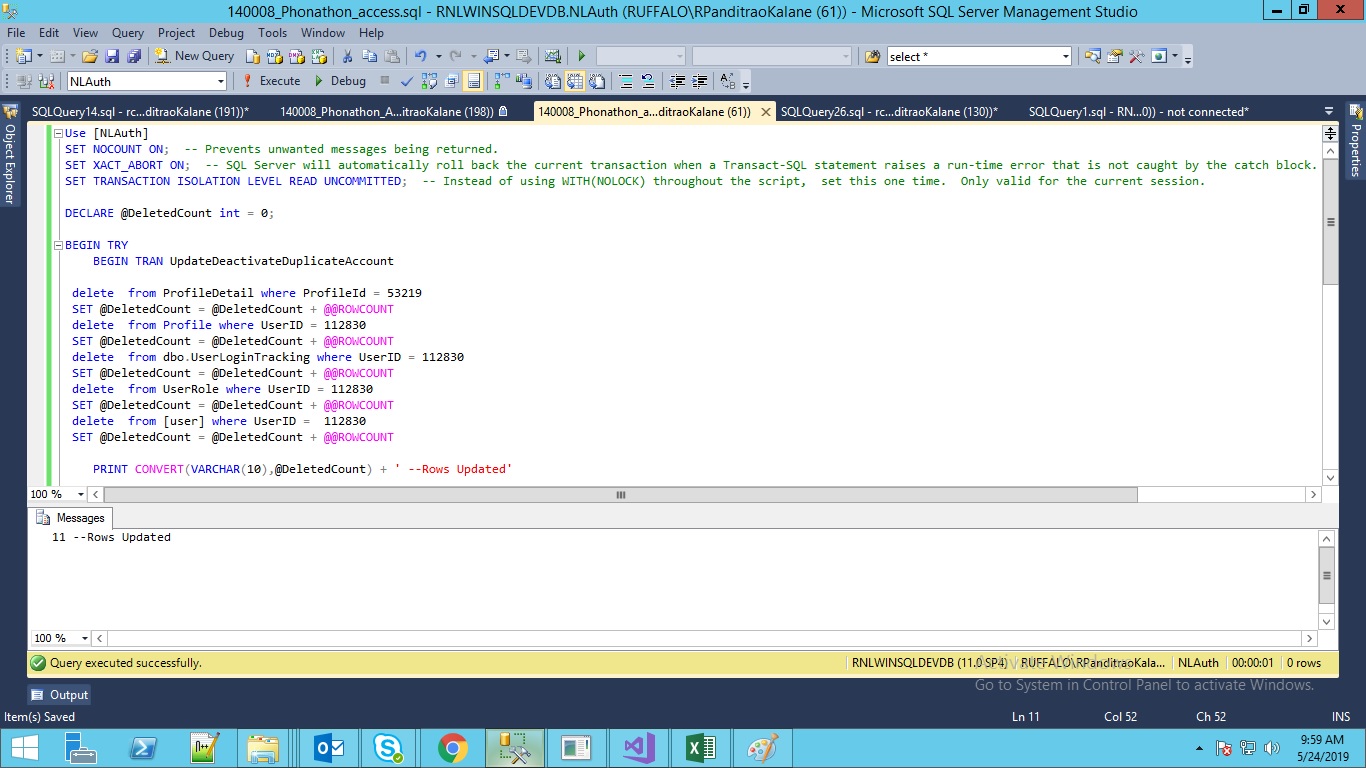 140008_Phonathon_access.sql - RNLWINSQLDEVDB.NLAuth (RUFFALO\RPanditraoKalane (61)) - Microsoft SQL Server Management Studio
File Edit View Query Project Debug Tools Window Help
New Query select *
NLAuth Execute Debug
SQLQuery14.sql - rc...ditraoKalane (191))* 140008_Phonathon_A...itraoKalane (198)) 140008_Phonathon_a...ditraoKalane (61)) SQLQuery26.sql - rc...ditraoKalane (130))* SQLQuery1.sql - RN...0)) - not connected*
Object Explorer
Properties
Use [NLAuth]
SET NOCOUNT ON; -- Prevents unwanted messages being returned.
SET XACT_ABORT ON; -- SQL Server will automatically roll back the current transaction when a Transact-SQL statement raises a run-time error that is not caught by the catch block.
SET TRANSACTION ISOLATION LEVEL READ UNCOMMITTED; -- Instead of using WITH(NOLOCK) throughout the script, set this one time. Only valid for the current session.
DECLARE @DeletedCount int = 0;
BEGIN TRY
BEGIN TRAN UpdateDeactivateDuplicateAccount
delete from ProfileDetail where ProfileId = 53219
SET @DeletedCount = @DeletedCount + @@ROWCOUNT
delete from Profile where UserID = 112830
SET @DeletedCount = @DeletedCount + @@ROWCOUNT
delete from dbo.UserLoginTracking where UserID = 112830
SET @DeletedCount = @DeletedCount + @@ROWCOUNT
delete from UserRole where UserID = 112830
SET @DeletedCount = @DeletedCount + @@ROWCOUNT
delete from [user] where UserID = 112830
SET @DeletedCount = @DeletedCount + @@ROWCOUNT
PRINT CONVERT(VARCHAR(10),@DeletedCount) + ' --Rows Updated'
100 %
Messages
11 --Rows Updated
100 %
Query executed successfully. RNLWINSQLDEVDB (11.0 SP4) RUFFALO\RPanditraoKala... NLAuth 00:00:01 0 rows
Activate Windows
Go to System in Control Panel to activate Windows.
Output
Item(s) Saved Ln 11 Col 52 Ch 52 INS
9:59 AM
5/24/2019